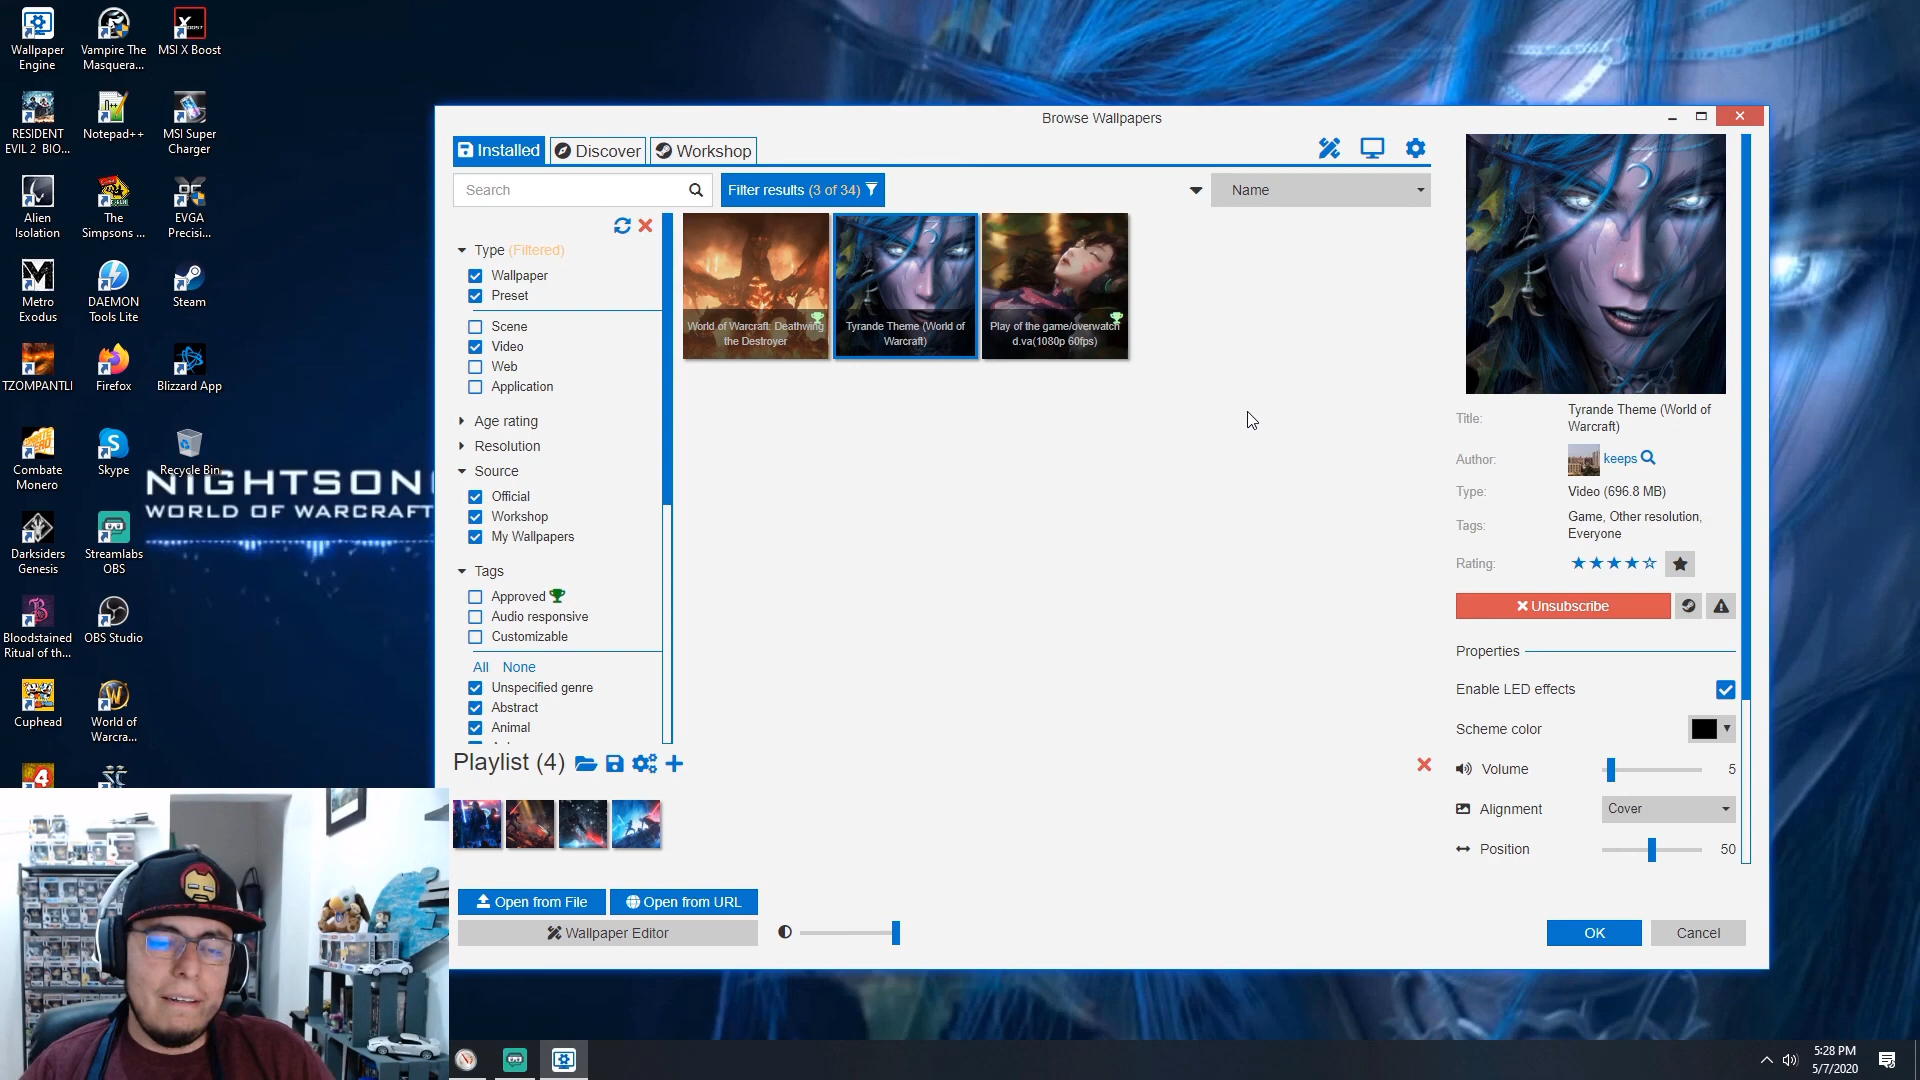 Wallpaper
Engine
Vampire The
Masquera...
MSI X Boost
RESIDENT
EVIL 2 BIO...
Notepad++
MSI Super
Charger
Alien
Isolation
The
Simpsons ...
EVGA
Precisi...
Metro
Exodus
DAEMON
Tools Lite
Steam
TZOMPANTLI
Firefox
Blizzard App
Combate
Monero
Skype
Recycle Bin
NIGHTSON
WORLD OF WARCRAFT
Darksiders
Genesis
Streamlabs
OBS
Bloodstained
Ritual of th...
OBS Studio
Cuphead
World of
Warcra...
Browse Wallpapers
Installed
Discover
Workshop
Search
Filter results (3 of 34)
Name
Type (Filtered)
Wallpaper
Preset
Scene
Video
Web
Application
Age rating
Resolution
Source
Official
Workshop
My Wallpapers
Tags
Approved
Audio responsive
Customizable
All None
Unspecified genre
Abstract
Animal
World of Warcraft: Deathwing
the Destroyer
Tyrande Theme (World of
Warcraft)
Play of the game/overwatch
d.va(1080p 60fps)
Playlist (4)
Open from File
Open from URL
Wallpaper Editor
Title: Tyrande Theme (World of
Warcraft)
Author: keeps
Type: Video (696.8 MB)
Tags: Game, Other resolution,
Everyone
Rating:
Unsubscribe
Properties
Enable LED effects
Scheme color
Volume 5
Alignment Cover
Position 50
OK
Cancel
5:28 PM
5/7/2020